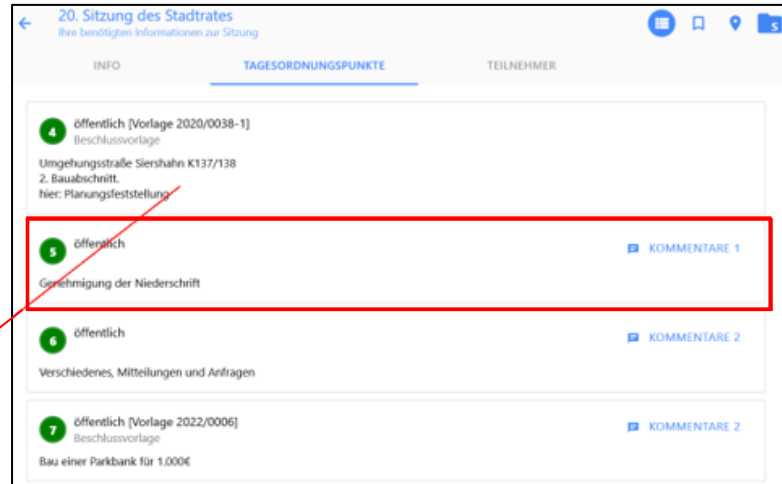 20. Sitzung des Stadtrates
Ihre benötigten Informationen zur Sitzung
S
INFO
TAGESORDNUNGSPUNKTE
TEILNEHMER
4
öffentlich [Vorlage 2020/0038-1]
Beschlussvorlage
Umgehungsstraße Siershahn K137/138
2. Bauabschnitt.
hier: Planungsfeststellung
5
öffentlich
KOMMENTARE 1
Genehmigung der Niederschrift
6
öffentlich
KOMMENTARE 2
Verschiedenes, Mitteilungen und Anfragen
7
öffentlich [Vorlage 2022/0006]
Beschlussvorlage
KOMMENTARE 2
Bau einer Parkbank für 1.000€